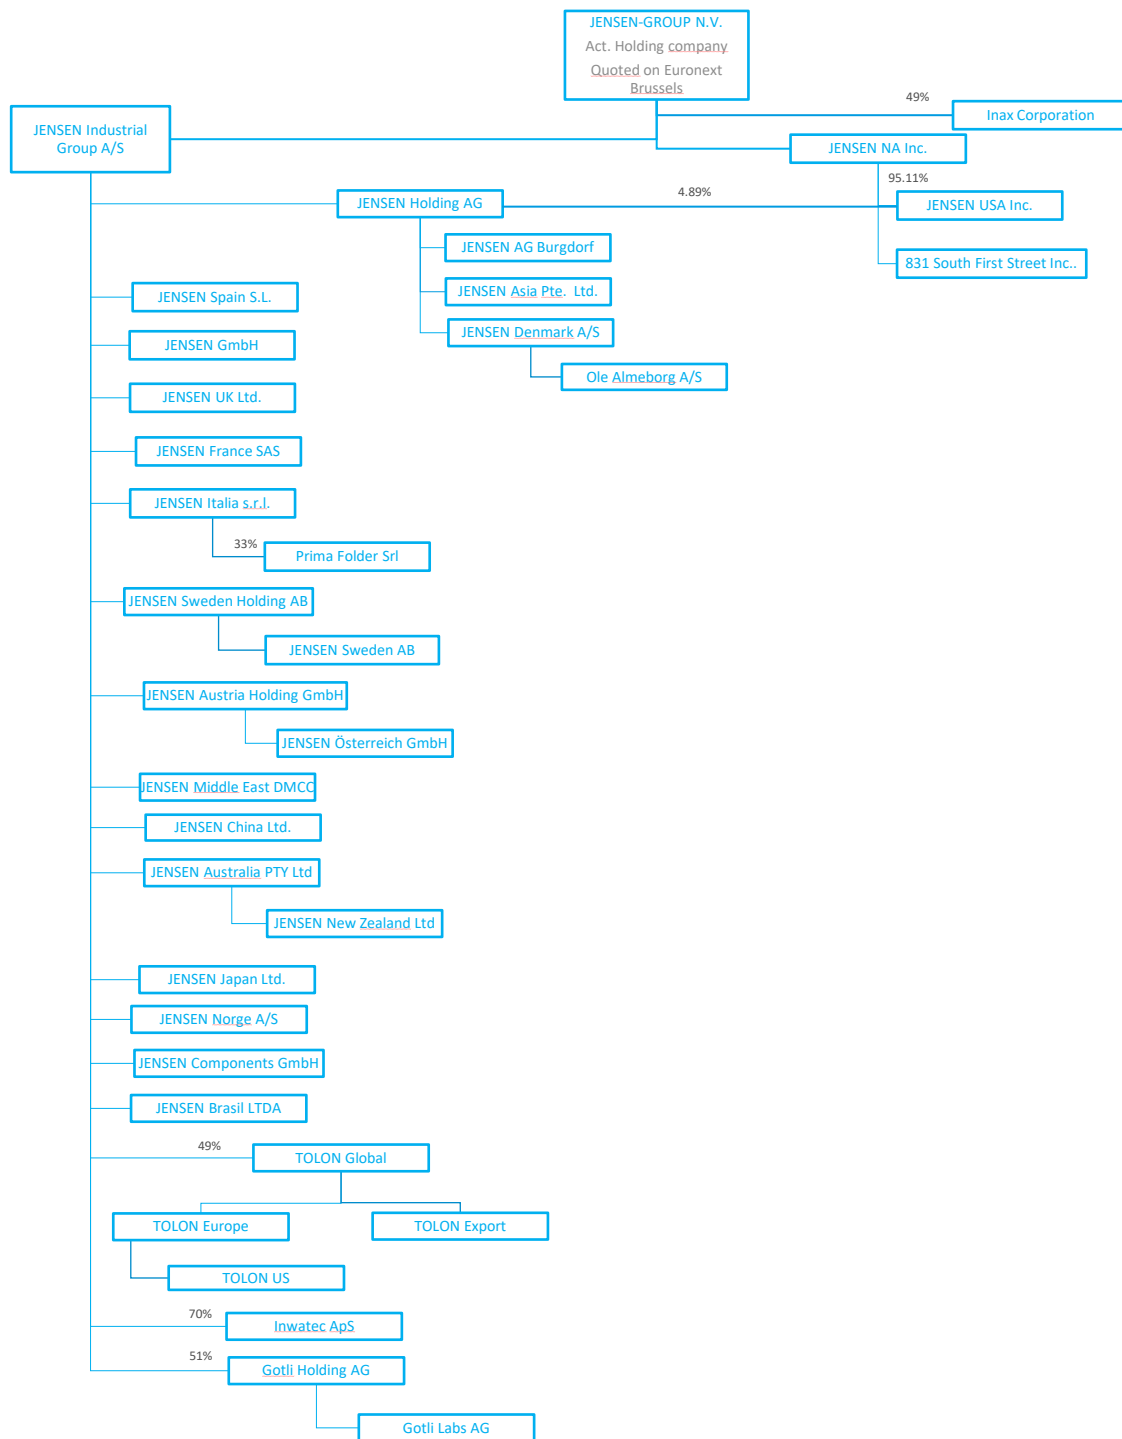 JENSEN-GROUP N.V.
Act. Holding company
Quoted on Euronext
Brussels
49%
Inax Corporation
JENSEN Industrial
Group A/S
JENSEN NA Inc.
95.11%
JENSEN Holding AG
4.89%
JENSEN USA Inc.
JENSEN AG Burgdorf
831 South First Street Inc..
JENSEN Asia Pte. Ltd.
JENSEN Spain S.L.
JENSEN Denmark A/S
JENSEN GmbH
Ole Almeborg A/S
JENSEN UK Ltd.
JENSEN France SAS
JENSEN Italia s.r.l.
33%
Prima Folder Srl
JENSEN Sweden Holding AB
JENSEN Sweden AB
JENSEN Austria Holding GmbH
JENSEN Österreich GmbH
JENSEN Middle East DMCC
JENSEN China Ltd.
JENSEN Australia PTY Ltd
JENSEN New Zealand Ltd
JENSEN Japan Ltd.
JENSEN Norge A/S
JENSEN Components GmbH
JENSEN Brasil LTDA
49%
TOLON Global
TOLON Europe
TOLON Export
TOLON US
70%
Inwatec ApS
51%
Gotli Holding AG
Gotli Labs AG